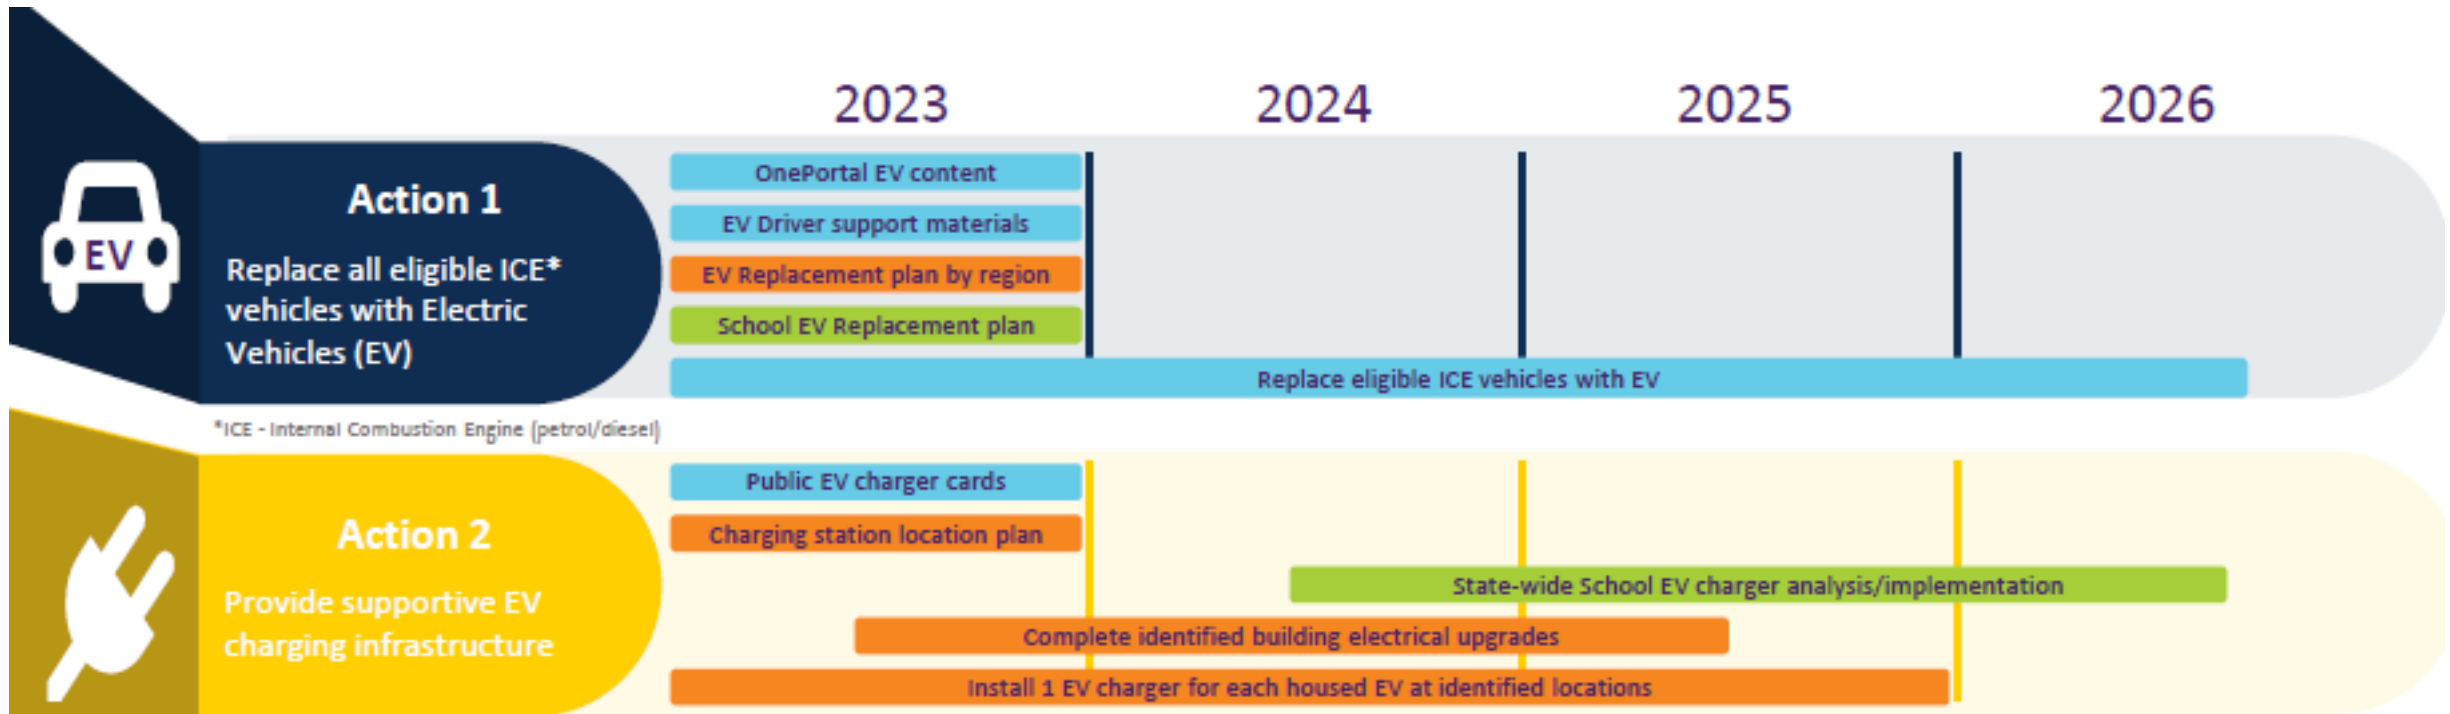 2023 2024 2025 2026
EV
Action 1
Replace all eligible ICE*
vehicles with Electric
Vehicles (EV)
OnePortal EV content
EV Driver support materials
EV Replacement plan by region
School EV Replacement plan
Replace eligible ICE vehicles with EV
*ICE - Internal Combustion Engine (petrol/diesel)
Action 2
Provide supportive EV
charging infrastructure
Public EV charger cards
Charging station location plan
State-wide School EV charger analysis/implementation
Complete identified building electrical upgrades
Install 1 EV charger for each housed EV at identified locations